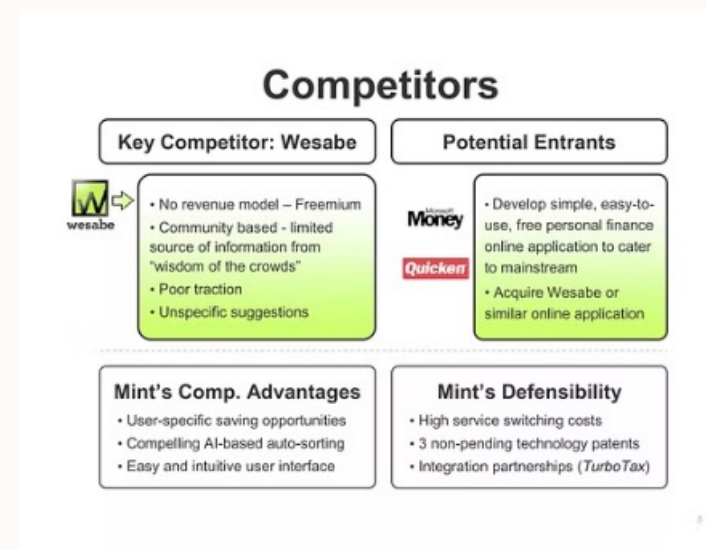 Competitors
Key Competitor: Wesabe
Potential Entrants
W
wesabe
• No revenue model – Freemium
• Community based - limited
source of information from
"wisdom of the crowds"
• Poor traction
• Unspecific suggestions
Microsoft
Money
Quicken
• Develop simple, easy-to-
use, free personal finance
online application to cater
to mainstream
• Acquire Wesabe or
similar online application
Mint's Comp. Advantages
• User-specific saving opportunities
• Compelling AI-based auto-sorting
• Easy and intuitive user interface
Mint's Defensibility
• High service switching costs
• 3 non-pending technology patents
• Integration partnerships (TurboTax)
5